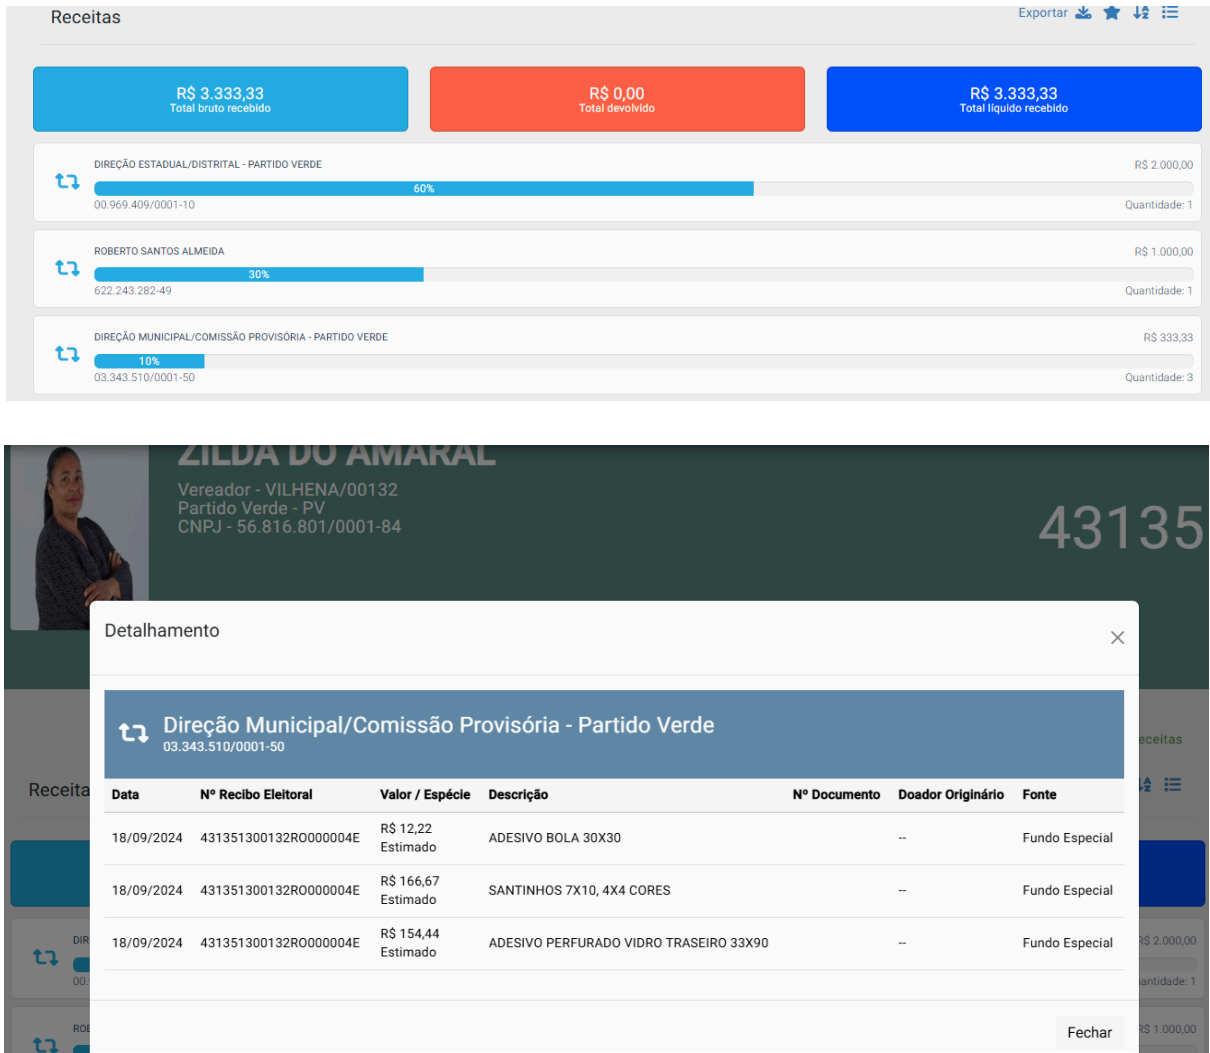 Receitas
Exportar
R$ 3.333,33
Total bruto recebido
R$ 0,00
Total devolvido
R$ 3.333,33
Total líquido recebido
DIREÇÃO ESTADUAL/DISTRITAL - PARTIDO VERDE
R$ 2.000,00
60%
00.969.409/0001-10
Quantidade: 1
ROBERTO SANTOS ALMEIDA
R$ 1.000,00
30%
622.243.282-49
Quantidade: 1
DIREÇÃO MUNICIPAL/COMISSÃO PROVISÓRIA - PARTIDO VERDE
R$ 333,33
10%
03.343.510/0001-50
Quantidade: 3
ZILDA DO AMARAL
Vereador - VILHENA/00132
Partido Verde - PV
CNPJ - 56.816.801/0001-84
43135
Detalhamento
Direção Municipal/Comissão Provisória - Partido Verde
03.343.510/0001-50
eceitas
Receita
Data Nº Recibo Eleitoral Valor / Espécie Descrição Nº Documento Doador Originário Fonte
18/09/2024 431351300132RO000004E R$ 12,22 Estimado ADESIVO BOLA 30X30 -- Fundo Especial
18/09/2024 431351300132RO000004E R$ 166,67 Estimado SANTINHOS 7X10, 4X4 CORES -- Fundo Especial
18/09/2024 431351300132RO000004E R$ 154,44 Estimado ADESIVO PERFURADO VIDRO TRASEIRO 33X90 -- Fundo Especial
DIR
R$ 2.000,00
00.
antidade: 1
Fechar
ROB
R$ 1.000,00